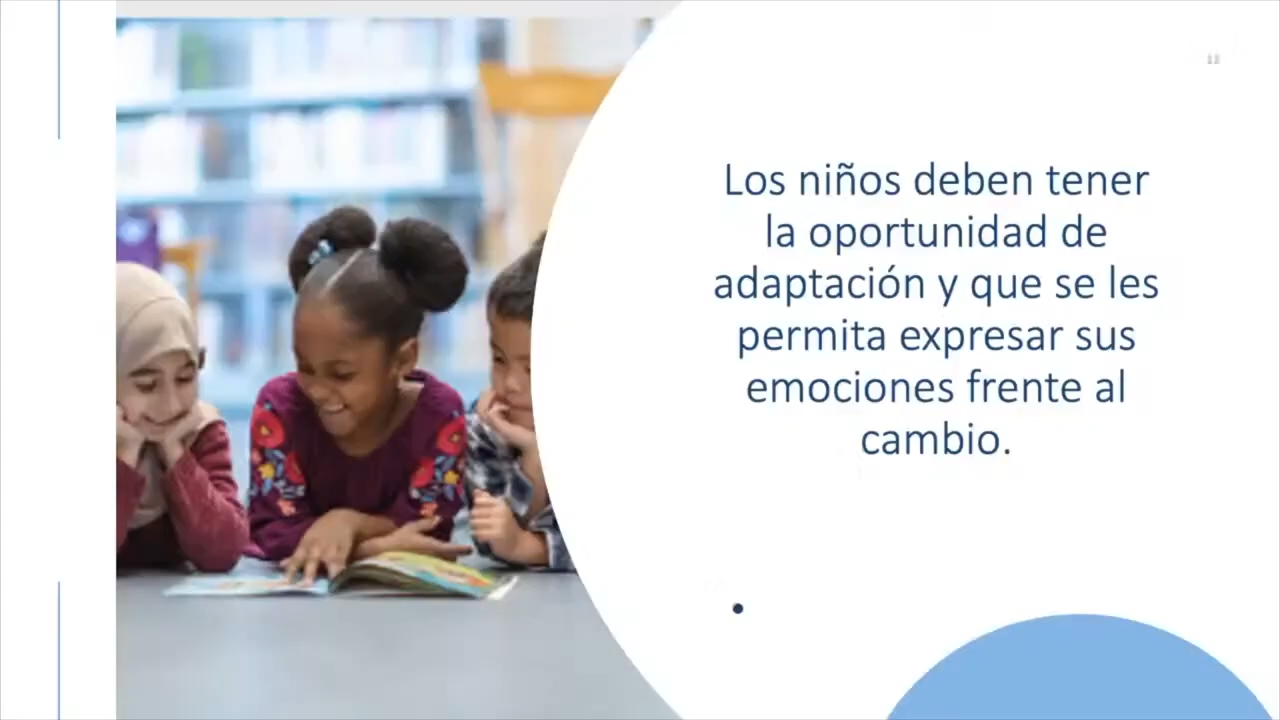 Los niños deben tener
la oportunidad de
adaptación y que se les
permita expresar sus
emociones frente al
cambio.